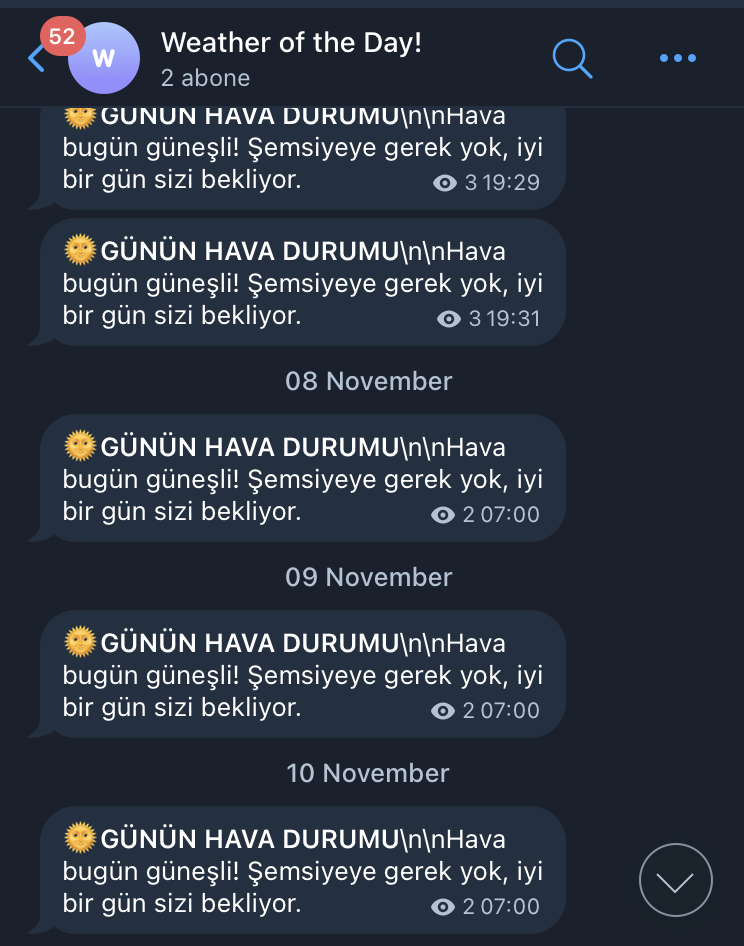 52
W
Weather of the Day!
2 abone
🌞GÜNÜN HAVA DURUMU\n\nHava
bugün güneşli! Şemsiyeye gerek yok, iyi
bir gün sizi bekliyor.
3 19:29
🌞GÜNÜN HAVA DURUMU\n\nHava
bugün güneşli! Şemsiyeye gerek yok, iyi
bir gün sizi bekliyor.
3 19:31
08 November
🌞GÜNÜN HAVA DURUMU\n\nHava
bugün güneşli! Şemsiyeye gerek yok, iyi
bir gün sizi bekliyor.
2 07:00
09 November
🌞GÜNÜN HAVA DURUMU\n\nHava
bugün güneşli! Şemsiyeye gerek yok, iyi
bir gün sizi bekliyor.
2 07:00
10 November
🌞GÜNÜN HAVA DURUMU\n\nHava
bugün güneşli! Şemsiyeye gerek yok, iyi
bir gün sizi bekliyor.
2 07:00